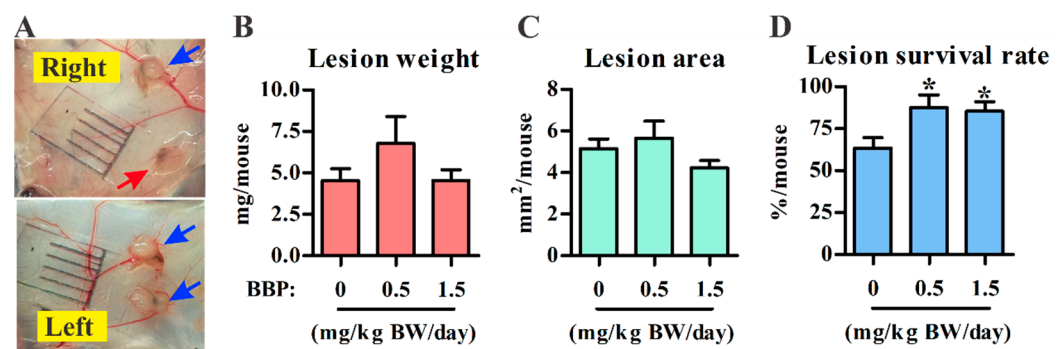 A
Right
Left
B
Lesion weight
mg/mouse
10.0
7.5
5.0
2.5
0.0
BBP:
0
0.5
1.5
(mg/kg BW/day)
C
Lesion area
mm²/mouse
8
6
4
2
0
0
0.5
1.5
(mg/kg BW/day)
D
Lesion survival rate
%/mouse
100
75
50
25
0
*
*
0
0.5
1.5
(mg/kg BW/day)